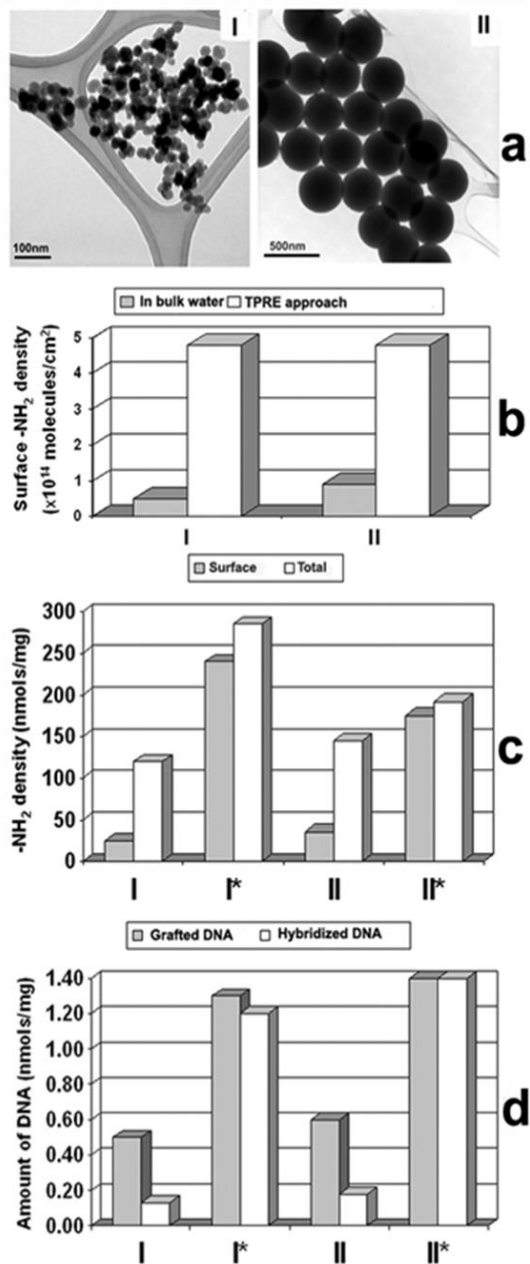 I
II
a
100nm
500nm
In bulk water TPRE approach
Surface -NH₂ density
(x10¹⁴ molecules/cm²)
5
4
3
2
1
0
I II
b
Surface Total
-NH₂ density (nmols/mg)
300
250
200
150
100
50
0
I I* II II*
c
Grafted DNA Hybridized DNA
Amount of DNA (nmols/mg)
1.40
1.20
1.00
0.80
0.60
0.40
0.20
0.00
I I* II II*
d